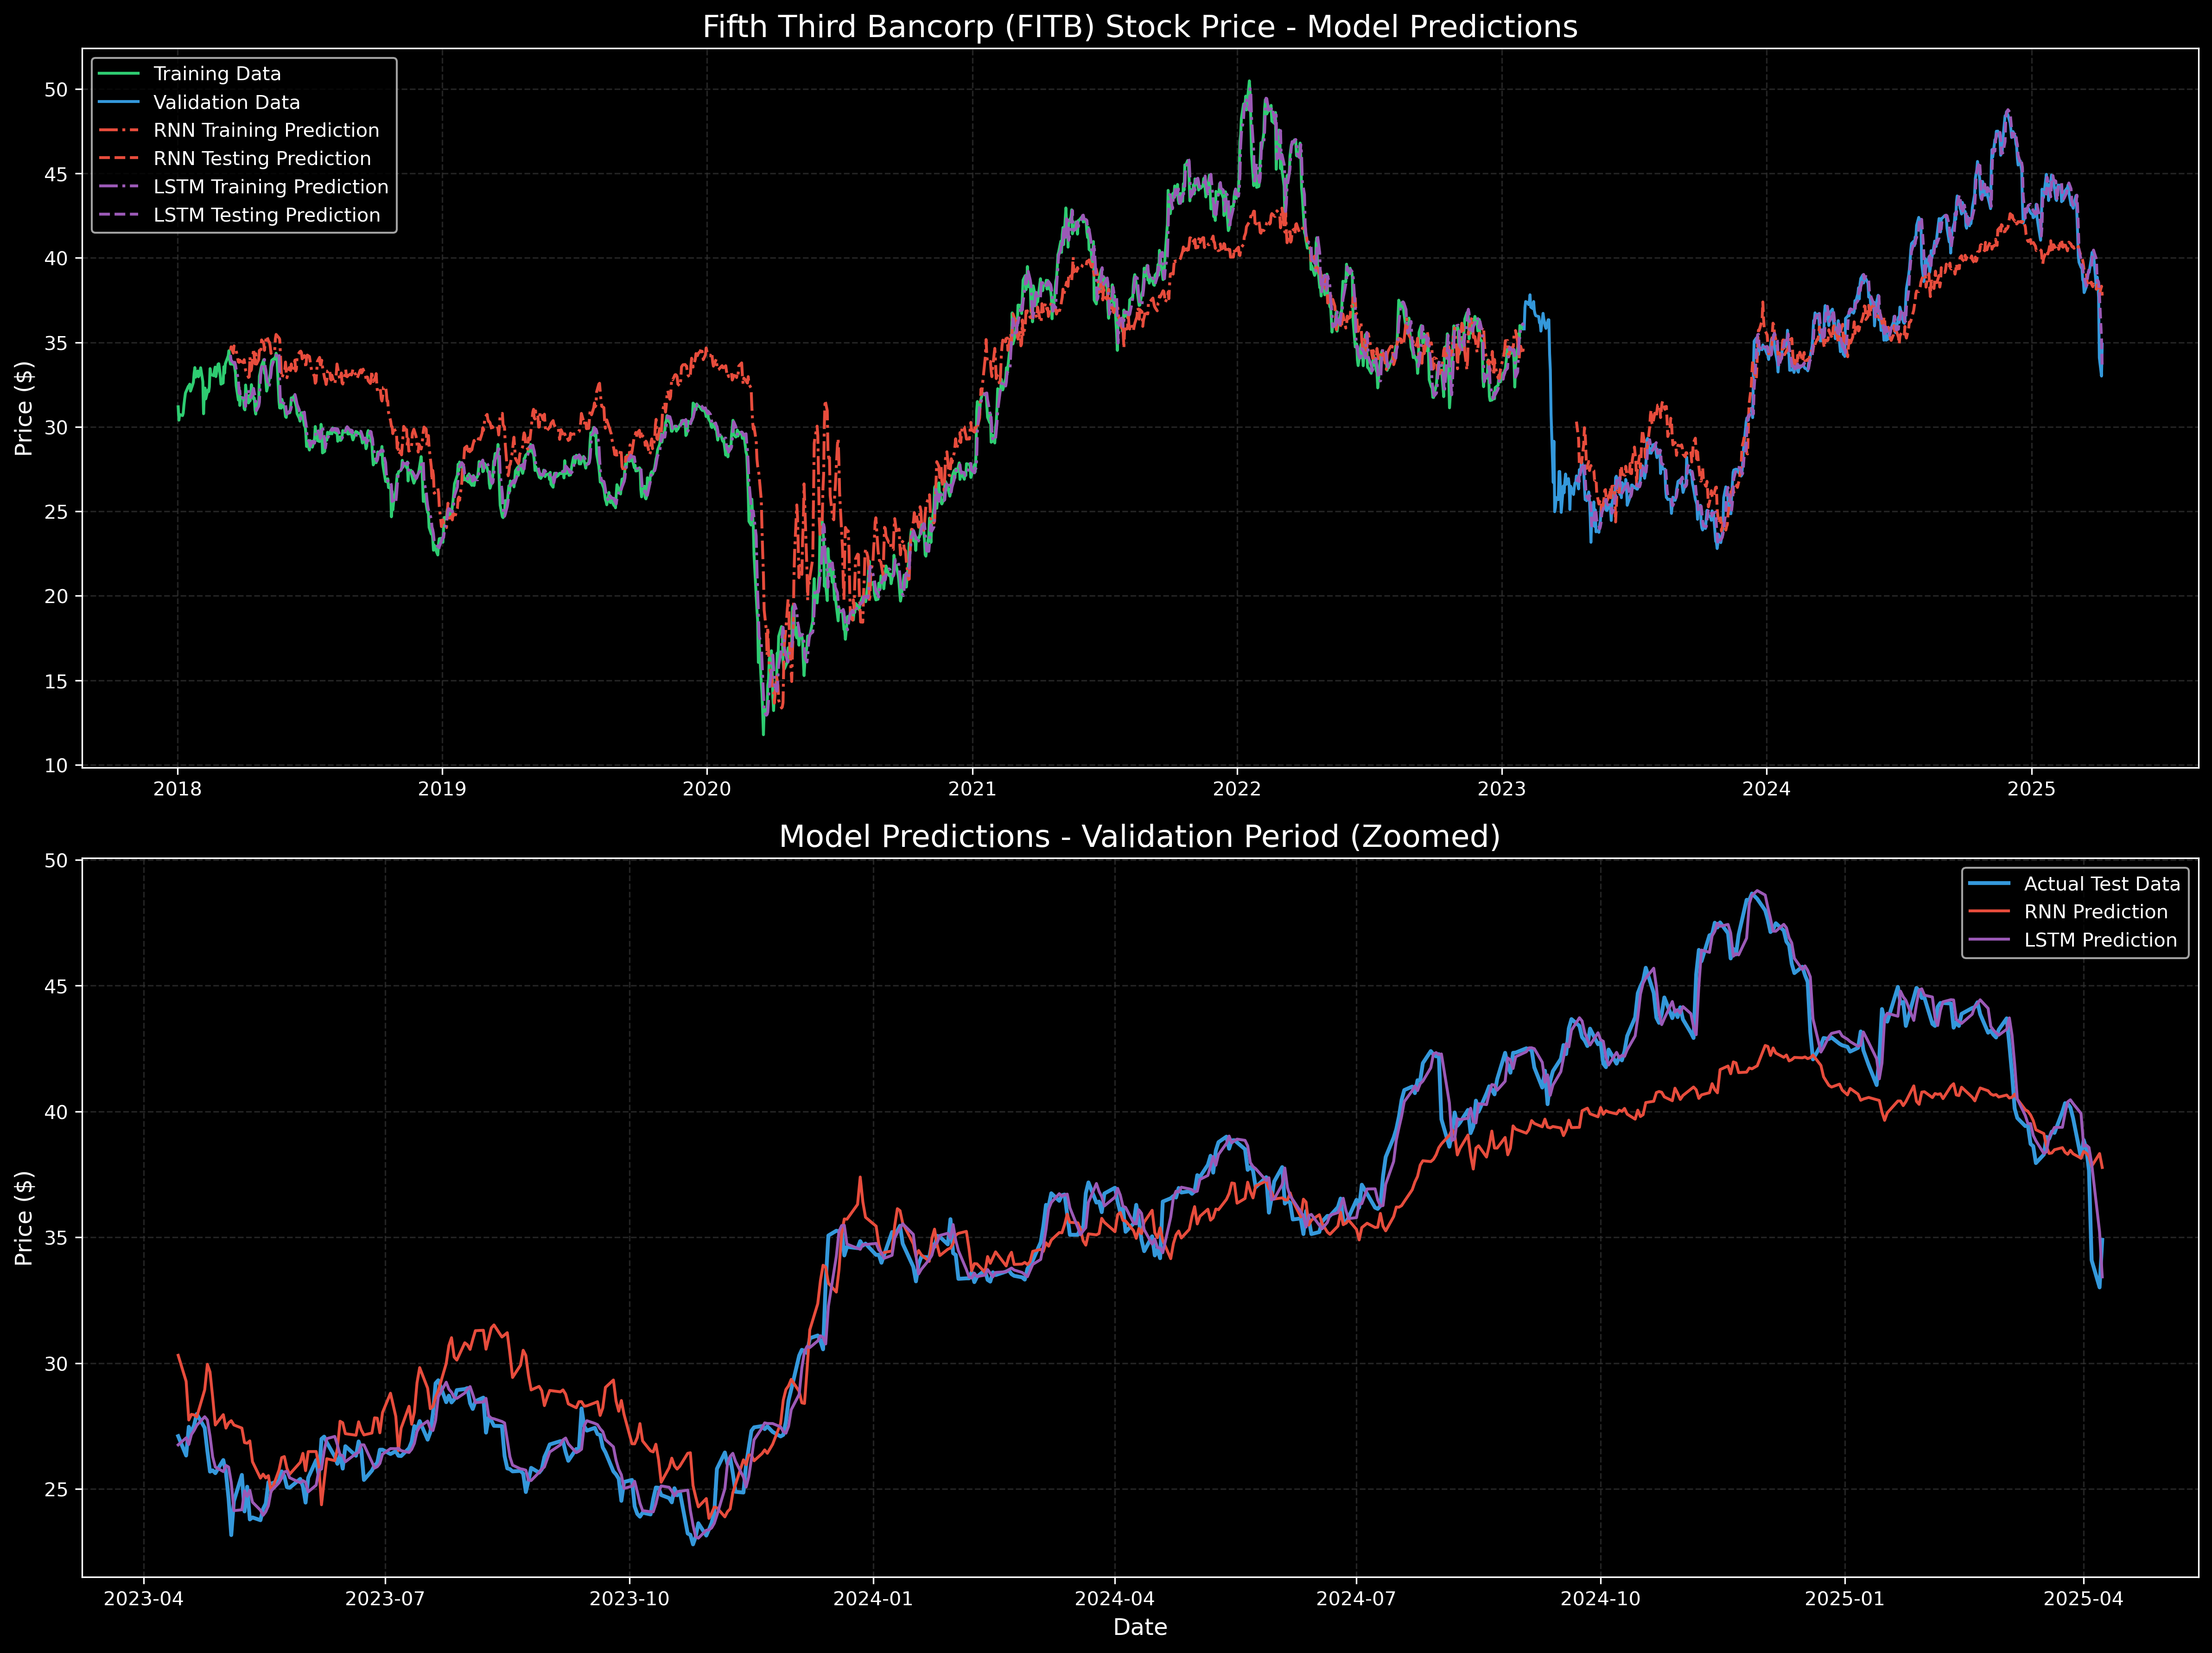 Fifth Third Bancorp (FITB) Stock Price - Model Predictions
Training Data
Validation Data
RNN Training Prediction
RNN Testing Prediction
LSTM Training Prediction
LSTM Testing Prediction
Price ($)
50
45
40
35
30
25
20
15
10
2018 2019 2020 2021 2022 2023 2024 2025
Model Predictions - Validation Period (Zoomed)
Actual Test Data
RNN Prediction
LSTM Prediction
Price ($)
50
45
40
35
30
25
2023-04 2023-07 2023-10 2024-01 2024-04 2024-07 2024-10 2025-01 2025-04
Date